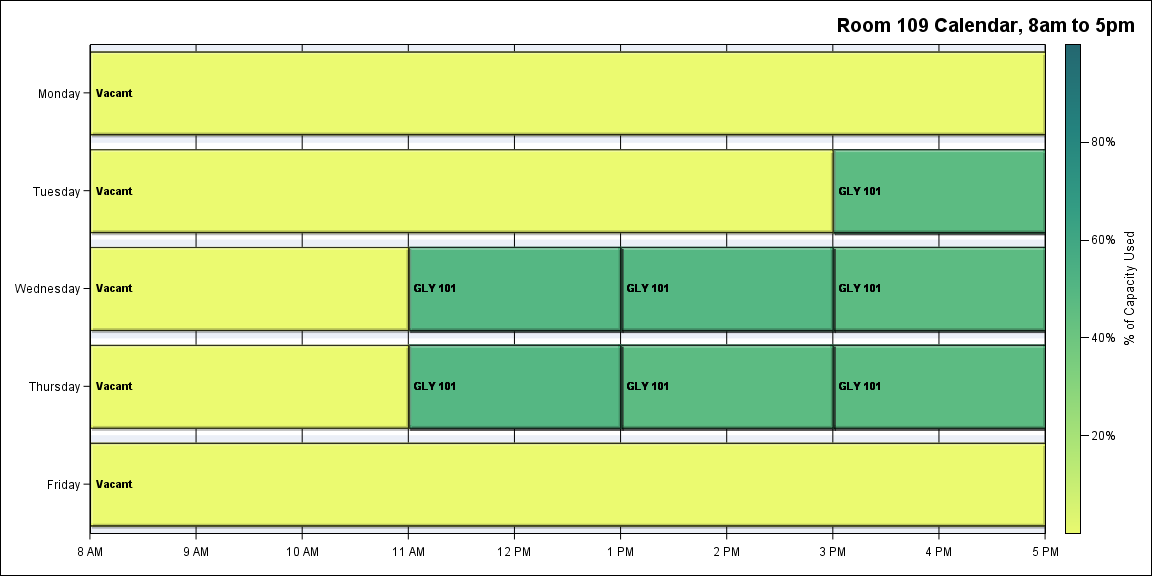 Room 109 Calendar, 8am to 5pm
Monday
Vacant
80%
Tuesday
Vacant
GLY 101
60%
% of Capacity Used
Wednesday
Vacant
GLY 101
GLY 101
GLY 101
40%
Thursday
Vacant
GLY 101
GLY 101
GLY 101
20%
Friday
Vacant
8 AM 9 AM 10 AM 11 AM 12 PM 1 PM 2 PM 3 PM 4 PM 5 PM